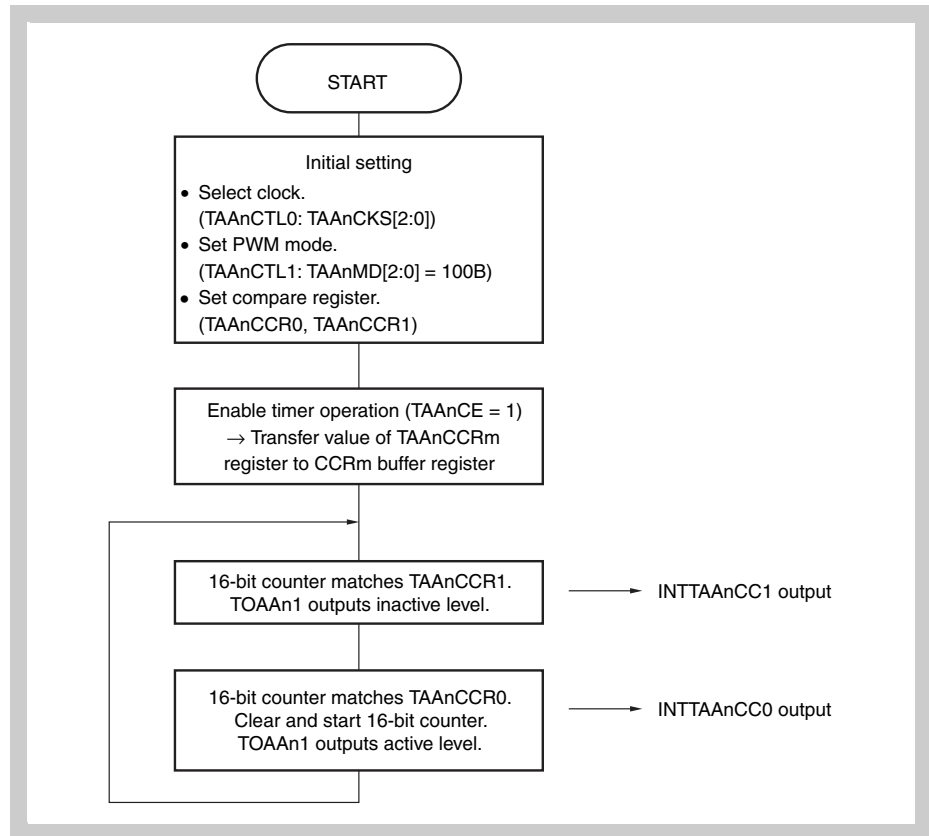 START
Initial setting
• Select clock.
(TAAnCTL0: TAAnCKS[2:0])
• Set PWM mode.
(TAAnCTL1: TAAnMD[2:0] = 100B)
• Set compare register.
(TAAnCCR0, TAAnCCR1)
Enable timer operation (TAAnCE = 1)
→ Transfer value of TAAnCCRm
register to CCRm buffer register
16-bit counter matches TAAnCCR1.
TOAAn1 outputs inactive level.
INTTAAnCC1 output
16-bit counter matches TAAnCCR0.
Clear and start 16-bit counter.
TOAAn1 outputs active level.
INTTAAnCC0 output